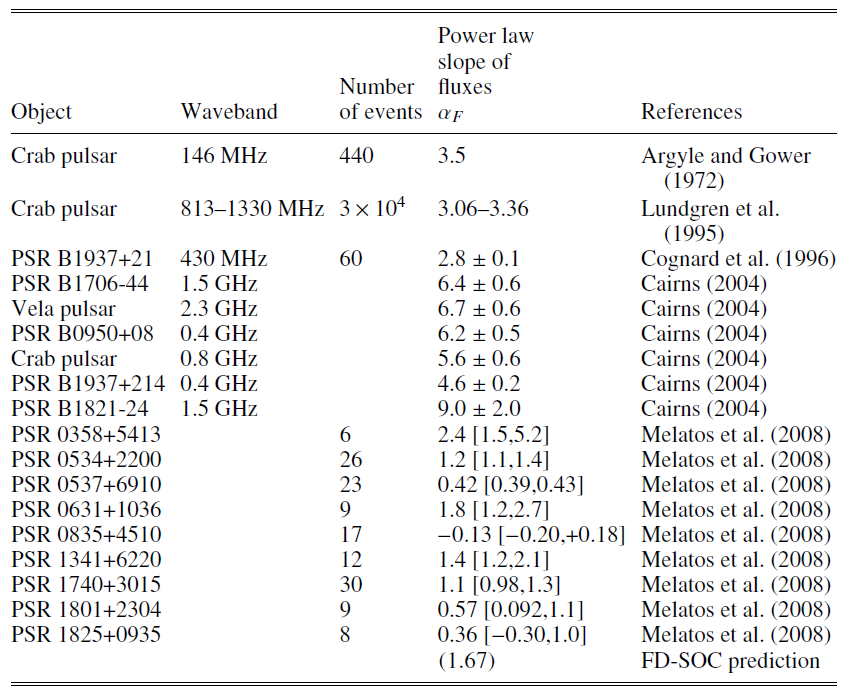 Power law
slope of
Number fluxes
Object Waveband of events αF References
Crab pulsar 146 MHz 440 3.5 Argyle and Gower
(1972)
Crab pulsar 813–1330 MHz 3 × 10⁴ 3.06–3.36 Lundgren et al.
(1995)
PSR B1937+21 430 MHz 60 2.8 ± 0.1 Cognard et al. (1996)
PSR B1706-44 1.5 GHz 6.4 ± 0.6 Cairns (2004)
Vela pulsar 2.3 GHz 6.7 ± 0.6 Cairns (2004)
PSR B0950+08 0.4 GHz 6.2 ± 0.5 Cairns (2004)
Crab pulsar 0.8 GHz 5.6 ± 0.6 Cairns (2004)
PSR B1937+214 0.4 GHz 4.6 ± 0.2 Cairns (2004)
PSR B1821-24 1.5 GHz 9.0 ± 2.0 Cairns (2004)
PSR 0358+5413 6 2.4 [1.5,5.2] Melatos et al. (2008)
PSR 0534+2200 26 1.2 [1.1,1.4] Melatos et al. (2008)
PSR 0537+6910 23 0.42 [0.39,0.43] Melatos et al. (2008)
PSR 0631+1036 9 1.8 [1.2,2.7] Melatos et al. (2008)
PSR 0835+4510 17 −0.13 [−0.20,+0.18] Melatos et al. (2008)
PSR 1341+6220 12 1.4 [1.2,2.1] Melatos et al. (2008)
PSR 1740+3015 30 1.1 [0.98,1.3] Melatos et al. (2008)
PSR 1801+2304 9 0.57 [0.092,1.1] Melatos et al. (2008)
PSR 1825+0935 8 0.36 [−0.30,1.0] Melatos et al. (2008)
(1.67) FD-SOC prediction